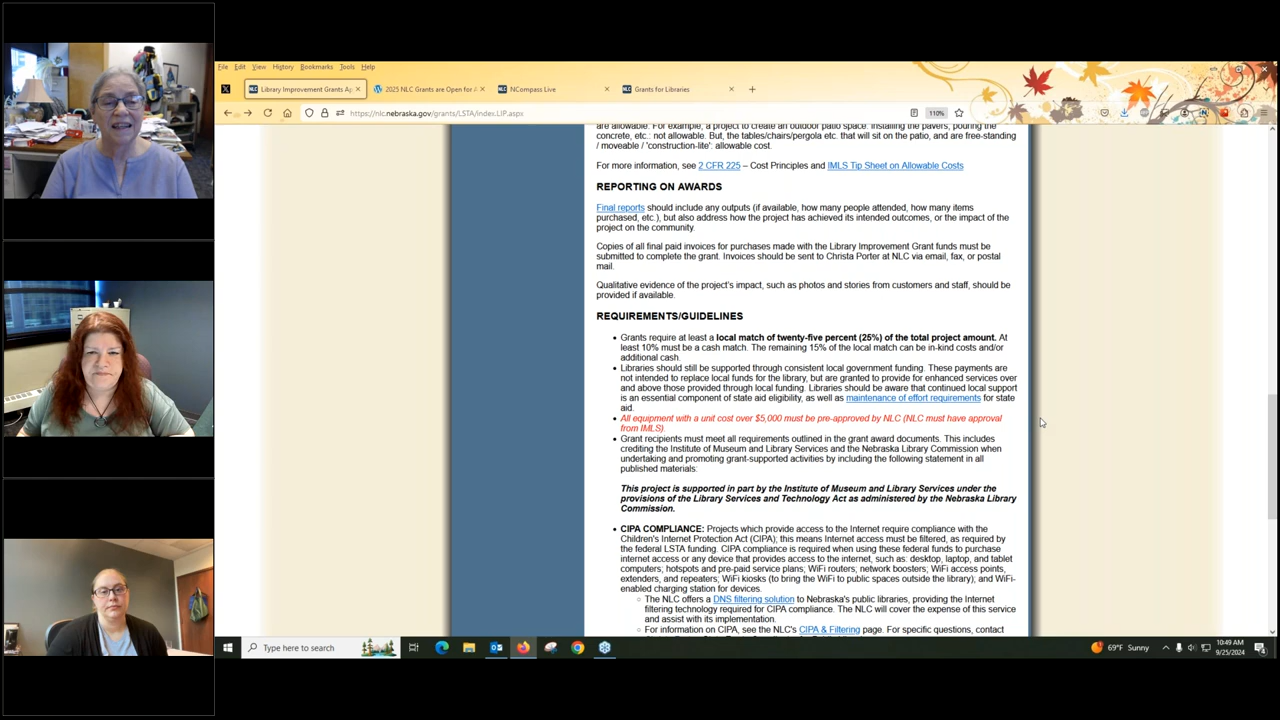 File Edit View History Bookmarks Tools Help
Library Improvement Grants Ap
2025 NLC Grants are Open for A
NCompass Live
Grants for Libraries
https://nlc.nebraska.gov/grants/LSTA/index.LIP.aspx
110%
are allowable. For example, a project to create an outdoor patio space. Installing the pavers, pouring the
concrete, etc.: not allowable. But, the tables/chairs/pergola etc. that will sit on the patio, and are free-standing
/ moveable / 'construction-lite': allowable cost.
For more information, see 2 CFR 225 – Cost Principles and IMLS Tip Sheet on Allowable Costs
REPORTING ON AWARDS
Final reports should include any outputs (if available, how many people attended, how many items
purchased, etc.), but also address how the project has achieved its intended outcomes, or the impact of the
project on the community.
Copies of all final paid invoices for purchases made with the Library Improvement Grant funds must be
submitted to complete the grant. Invoices should be sent to Christa Porter at NLC via email, fax, or postal
mail.
Qualitative evidence of the project's impact, such as photos and stories from customers and staff, should be
provided if available.
REQUIREMENTS/GUIDELINES
• Grants require at least a local match of twenty-five percent (25%) of the total project amount. At
least 10% must be a cash match. The remaining 15% of the local match can be in-kind costs and/or
additional cash.
• Libraries should still be supported through consistent local government funding. These payments are
not intended to replace local funds for the library, but are granted to provide for enhanced services over
and above those provided through local funding. Libraries should be aware that continued local support
is an essential component of state aid eligibility, as well as maintenance of effort requirements for state
aid.
• All equipment with a unit cost over $5,000 must be pre-approved by NLC (NLC must have approval
from IMLS).
• Grant recipients must meet all requirements outlined in the grant award documents. This includes
crediting the Institute of Museum and Library Services and the Nebraska Library Commission when
undertaking and promoting grant-supported activities by including the following statement in all
published materials:
This project is supported in part by the Institute of Museum and Library Services under the
provisions of the Library Services and Technology Act as administered by the Nebraska Library
Commission.
• CIPA COMPLIANCE: Projects which provide access to the Internet require compliance with the
Children's Internet Protection Act (CIPA); this means Internet access must be filtered, as required by
the federal LSTA funding. CIPA compliance is required when using these federal funds to purchase
internet access or any device that provides access to the internet, such as: desktop, laptop, and tablet
computers; hotspots and pre-paid service plans; WiFi routers; network boosters; WiFi access points,
extenders, and repeaters; WiFi kiosks (to bring the WiFi to public spaces outside the library); and WiFi-
enabled charging station for devices.
○ The NLC offers a DNS filtering solution to Nebraska's public libraries, providing the Internet
filtering technology required for CIPA compliance. The NLC will cover the expense of this service
and assist with its implementation.
○ For information on CIPA, see the NLC's CIPA & Filtering page. For specific questions, contact
Type here to search
69°F Sunny
10:49 AM
9/25/2024